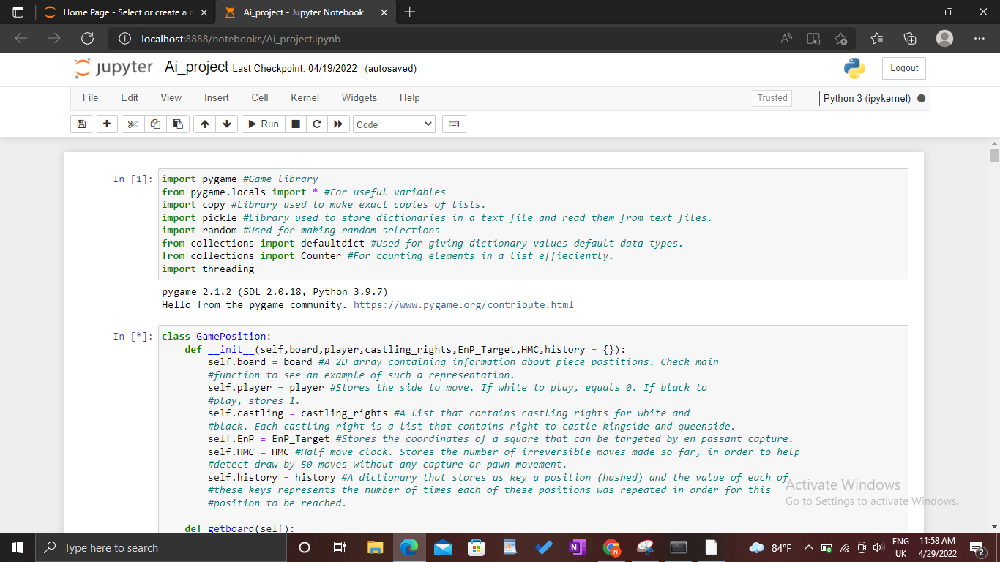 Home Page - Select or create a n
Ai_project - Jupyter Notebook
localhost:8888/notebooks/Ai_project.ipynb
jupyter Ai_project Last Checkpoint: 04/19/2022 (autosaved)
Logout
File Edit View Insert Cell Kernel Widgets Help
Trusted
Python 3 (ipykernel)
Run
Code
In [1]: import pygame #Game library
from pygame.locals import * #For useful variables
import copy #Library used to make exact copies of lists.
import pickle #Library used to store dictionaries in a text file and read them from text files.
import random #Used for making random selections
from collections import defaultdict #Used for giving dictionary values default data types.
from collections import Counter #For counting elements in a list effieciently.
import threading
pygame 2.1.2 (SDL 2.0.18, Python 3.9.7)
Hello from the pygame community. https://www.pygame.org/contribute.html
In [*]: class GamePosition:
def __init__(self,board,player,castling_rights,EnP_Target,HMC,history = {}):
self.board = board #A 2D array containing information about piece postitions. Check main
#function to see an example of such a representation.
self.player = player #Stores the side to move. If white to play, equals 0. If black to
#play, stores 1.
self.castling = castling_rights #A list that contains castling rights for white and
#black. Each castling right is a list that contains right to castle kingside and queenside.
self.EnP = EnP_Target #Stores the coordinates of a square that can be targeted by en passant capture.
self.HMC = HMC #Half move clock. Stores the number of irreversible moves made so far, in order to help
#detect draw by 50 moves without any capture or pawn movement.
self.history = history #A dictionary that stores as key a position (hashed) and the value of each of
#these keys represents the number of times each of these positions was repeated in order for this
#position to be reached.
def getboard(self):
Activate Windows
Go to Settings to activate Windows.
Type here to search
84°F
ENG
UK
11:58 AM
4/29/2022
2